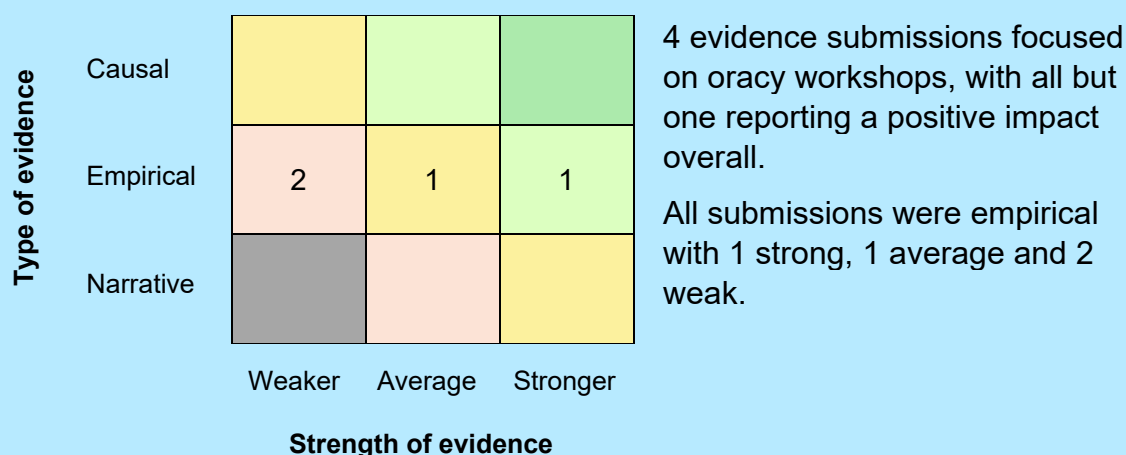 Type of evidence
Causal
Empirical
2
1
1
Narrative
Weaker
Average
Stronger
Strength of evidence
4 evidence submissions focused
on oracy workshops, with all but
one reporting a positive impact
overall.
All submissions were empirical
with 1 strong, 1 average and 2
weak.